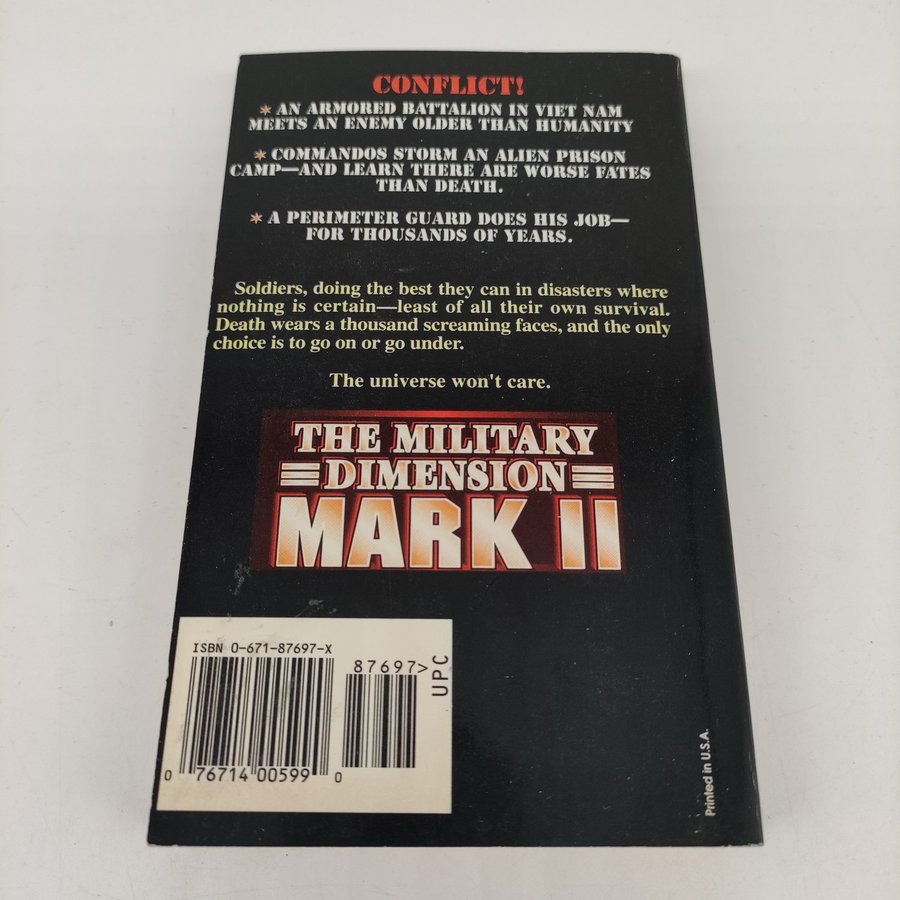 CONFLICT!
✶ AN ARMORED BATTALION IN VIET NAM
MEETS AN ENEMY OLDER THAN HUMANITY
✶ COMMANDOS STORM AN ALIEN PRISON
CAMP—AND LEARN THERE ARE WORSE FATES
THAN DEATH.
✶ A PERIMETER GUARD DOES HIS JOB—
FOR THOUSANDS OF YEARS.
Soldiers, doing the best they can in disasters where
nothing is certain—least of all their own survival.
Death wears a thousand screaming faces, and the only
choice is to go on or go under.
The universe won't care.
THE MILITARY
DIMENSION
MARK II
ISBN 0-671-87697-X
87697>
UPC
0 76714 00599 0
Printed in U.S.A.